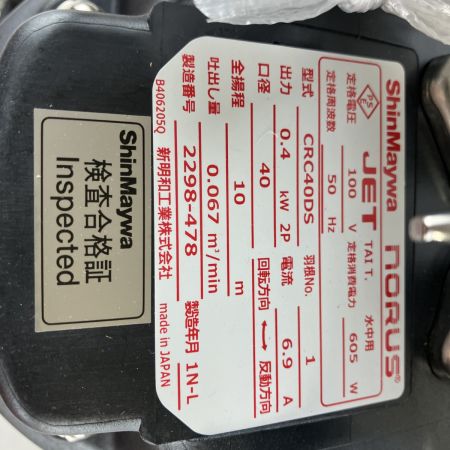 ShinMaywa
JET NORUS®
TAIT. 水中用
定格電圧 100 V 定格消費電力 605 W
定格周波数 50 Hz
型式 CRC40DS 羽根No. 1
出力 0.4 kW 2P 電流 6.9 A
口径 40 回転方向 ↔ 反動方向
全揚程 10 m
吐出し量 0.067 m³/min
製造番号 2298-478 製造年月 1N-L
B406205Q 新明和工業株式会社 made in JAPAN
ShinMaywa
検査合格証
Inspected